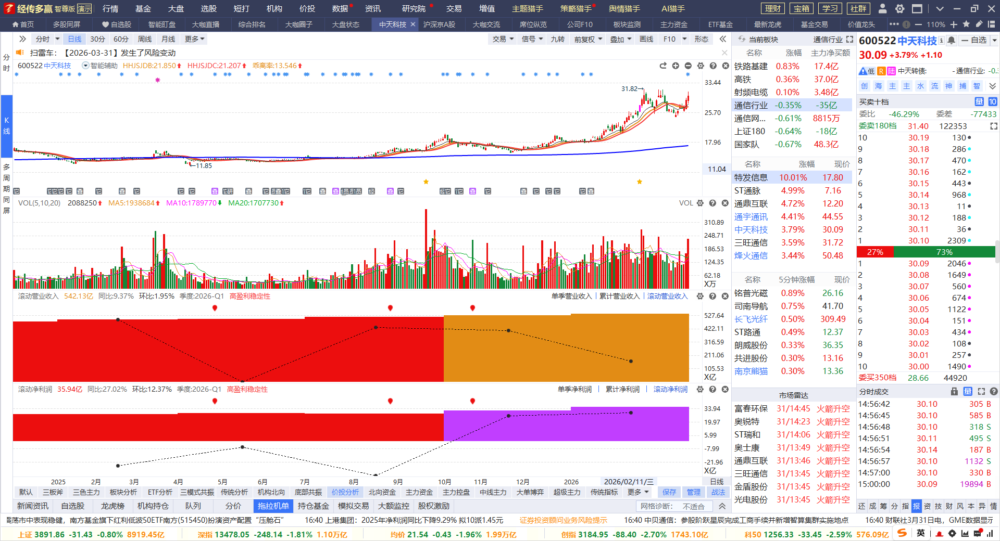 经传多赢 智尊版 演示 行情 基金 大盘 选股 短打 机构 价投 数据 资讯 研究院 交易 增值 主题猎手 策略猎手 舆情猎手 AI猎手 理财 宝箱 学习 社群
首页 多股同屏 自选股 智能盯盘 大咖直播 综合排名 大咖圈子 大盘状态 中天科技 沪深京A股 大咖交流 席位纵览 公司F10 板块监测 主力资金 ETF基金 最新龙虎 基金交易 价值龙头 110%
分时 日线 30分 60分 周线 月线 更多 交易 信号 九转 前复权 叠加 画线 F10 形态
扫雷车：【2026-03-31】发生了风险变动
600522 中天科技 智能辅助 HHJSJDB:21.850 HHJSJDC:21.207 乖离率:13.546
分时
K线
多周期同屏
33.44
31.82
25.70
17.96
11.85
11.04
VOL(5,10,20) 2088250 MA5:1938684 MA10:1789770 MA20:1707730 VOL
310.89
248.71
186.53
124.35
62.18
X万
滚动营业收入 542.13亿 同比:9.37% 环比:1.95% 季度:2026-Q1 高盈利稳定性 单季营业收入 累计营业收入 滚动营业收入
527.64
422.11
316.59
211.06
105.53
X亿
滚动净利润 35.94亿 同比:27.02% 环比:12.37% 季度:2026-Q1 高盈利稳定性 单季净利润 累计净利润 滚动净利润
33.94
19.97
5.99
-7.99
-21.96
X亿
2025 2月 3月 4月 5月 6月 7月 8月 9月 10月 11月 12月 2026 2026/02/11/三 日线
默认 三板斧 三色主力 板块分析 ETF分析 三模式共振 传统分析 机构北向 底部共振 价投分析 北向资金 主力资金 主力控盘 中线主力 大单博弈 超级主力 传统指标 更多 保存 管理 战法
新闻资讯 自选股 龙虎榜 机构持仓 队列 分价 拖拉机单 持仓基金 模拟交易 大额监控 股权激励 网格诊断： 不适合
当前板块 通信行业
名称 涨幅 主力净买额
铁路基建 0.83% 17.4亿
高铁 0.36% 37.0亿
射频电缆 0.10% 3.48亿
通信行业 -0.35% -35亿
通信网... -0.61% 8815万
上证180 -0.64% -18亿
国家队 -0.67% 48.3亿
名称 涨幅 现价
特发信息 10.01% 17.80
ST通脉 4.99% 7.16
通鼎互联 4.72% 12.20
通宇通讯 4.41% 44.55
中天科技 3.79% 30.09
三旺通信 3.59% 31.72
烽火通信 3.44% 50.48
名称 5分钟涨幅 现价
铭普光磁 0.89% 26.16
司南导航 0.75% 41.70
长飞光纤 0.50% 309.49
ST路通 0.49% 12.37
朗威股份 0.33% 36.35
共进股份 0.30% 13.16
南京熊猫 0.30% 13.36
市场雷达
富春环保 31/14:45 火箭升空
奥锐特 31/14:23 火箭升空
ST瑞和 31/14:06 火箭升空
奥士康 31/13:49 火箭升空
通鼎互联 31/13:46 火箭升空
三旺通信 31/13:45 火箭升空
金盾股份 31/13:45 火箭升空
光电股份 31/13:45 火箭升空
600522 中天科技 自选
30.09 +3.79% +1.10
低 R 陆 中天转债: - 通信行业: -0.3
创 海 主 主 水 流 神 捕 智
买卖十档 量 10
委比 -46.29% 委差 -77433
委卖180档 31.40 122353
10 30.19 130
9 30.18 286
8 30.17 470
7 30.16 162
6 30.15 443
5 30.14 968
4 30.13 11
3 30.12 188
2 30.11 36
1 30.10 2309
27% 73%
1 30.09 2046
2 30.08 1649
3 30.07 560
4 30.06 674
5 30.05 1122
6 30.04 151
7 30.03 434
8 30.02 108
9 30.01 257
10 30.00 1490
委买350档 28.66 44920
分时成交 量
14:56:42 30.10 305 B
14:56:45 30.10 585 B
14:56:48 30.10 318 S
14:56:51 30.11 495 S
14:56:54 30.14 187 B
14:56:57 30.10 1132 S
14:57:00 30.10 330 B
15:00:00 30.09 19894 B
还 成 筹 分 指 报 资 技 财 风 本 异 情
震荡市中表现稳健，南方基金旗下红利低波50ETF南方(515450)扮演资产配置“压舱石” 16:40 上港集团：2025年净利润同比下降9.29% 拟10派1.45元 证券投资顾问业务风险提示 16:40 中贝通信：参股阶跃星辰完成工商手续并新增智算集群实施地点 16:40 财联社3月31日电，GME数据显示
上证 3891.86 -31.43 -0.80% 8919.45亿 深指 13478.05 -248.14 -1.81% 1.10万亿 均价 21.54 -0.43 -1.96% 1.99万亿 创指 3184.95 -88.40 -2.70% 1743.10亿 科50 1256.33 -33.45 -2.59% 576.09亿 英